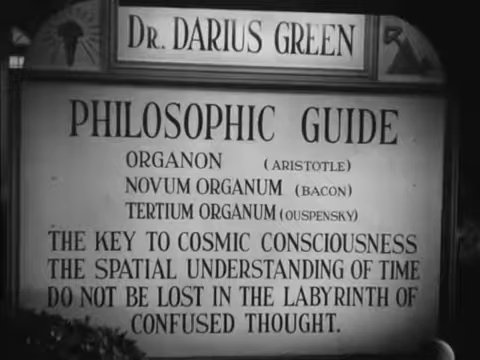 DR. DARIUS GREEN
PHILOSOPHIC GUIDE
ORGANON (ARISTOTLE)
NOVUM ORGANUM (BACON)
TERTIUM ORGANUM (OUSPENSKY)
THE KEY TO COSMIC CONSCIOUSNESS
THE SPATIAL UNDERSTANDING OF TIME
DO NOT BE LOST IN THE LABYRINTH OF
CONFUSED THOUGHT.